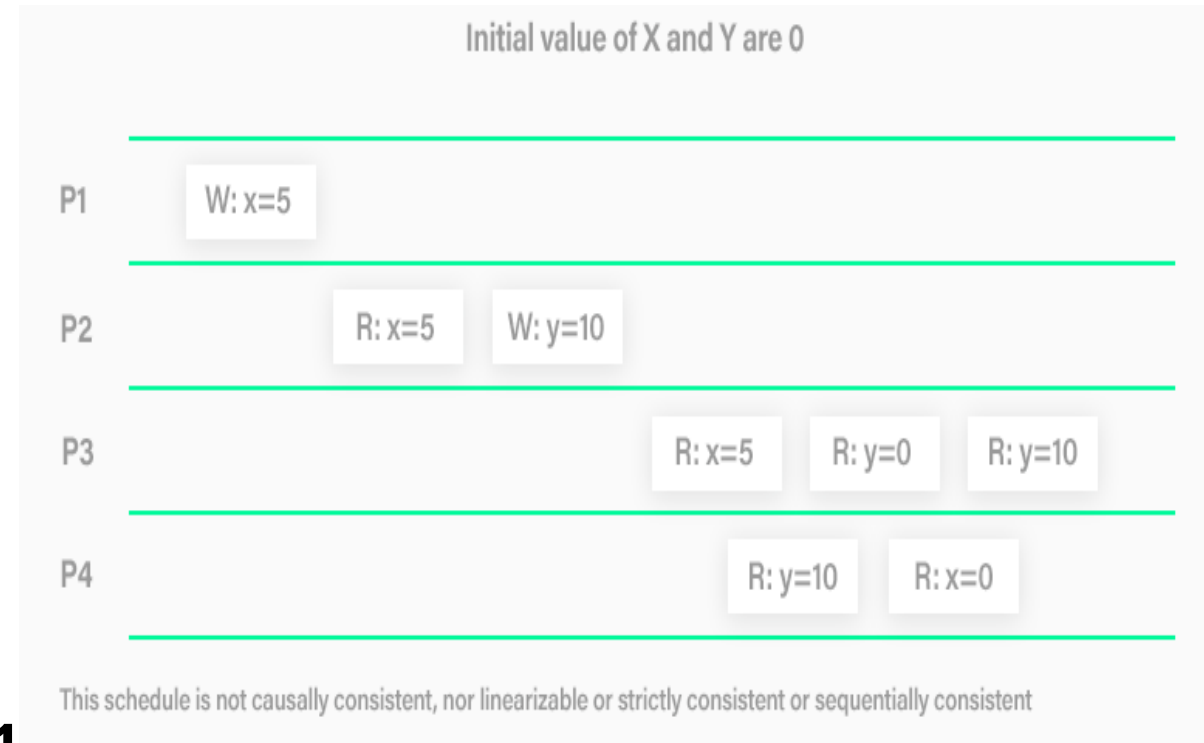 Initial value of X and Y are 0
P1 W: x=5
P2 R: x=5 W: y=10
P3 R: x=5 R: y=0 R: y=10
P4 R: y=10 R: x=0
This schedule is not causally consistent, nor linearizable or strictly consistent or sequentially consistent